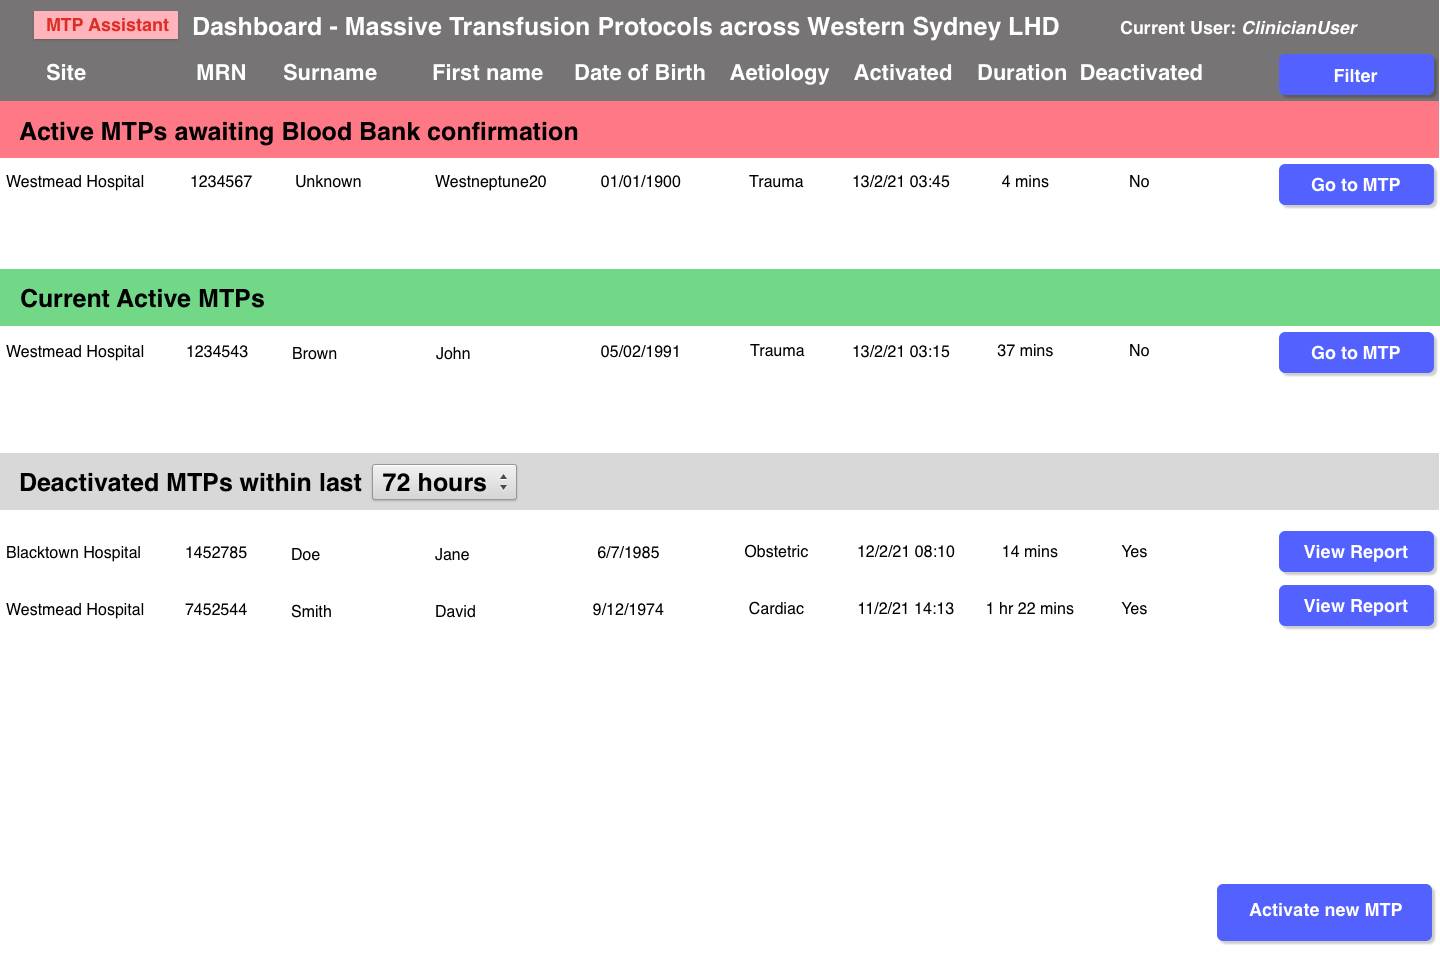 MTP Assistant Dashboard - Massive Transfusion Protocols across Western Sydney LHD Current User: ClinicianUser
Site MRN Surname First name Date of Birth Aetiology Activated Duration Deactivated Filter
Active MTPs awaiting Blood Bank confirmation
Westmead Hospital 1234567 Unknown Westneptune20 01/01/1900 Trauma 13/2/21 03:45 4 mins No Go to MTP
Current Active MTPs
Westmead Hospital 1234543 Brown John 05/02/1991 Trauma 13/2/21 03:15 37 mins No Go to MTP
Deactivated MTPs within last 72 hours
Blacktown Hospital 1452785 Doe Jane 6/7/1985 Obstetric 12/2/21 08:10 14 mins Yes View Report
Westmead Hospital 7452544 Smith David 9/12/1974 Cardiac 11/2/21 14:13 1 hr 22 mins Yes View Report
Activate new MTP